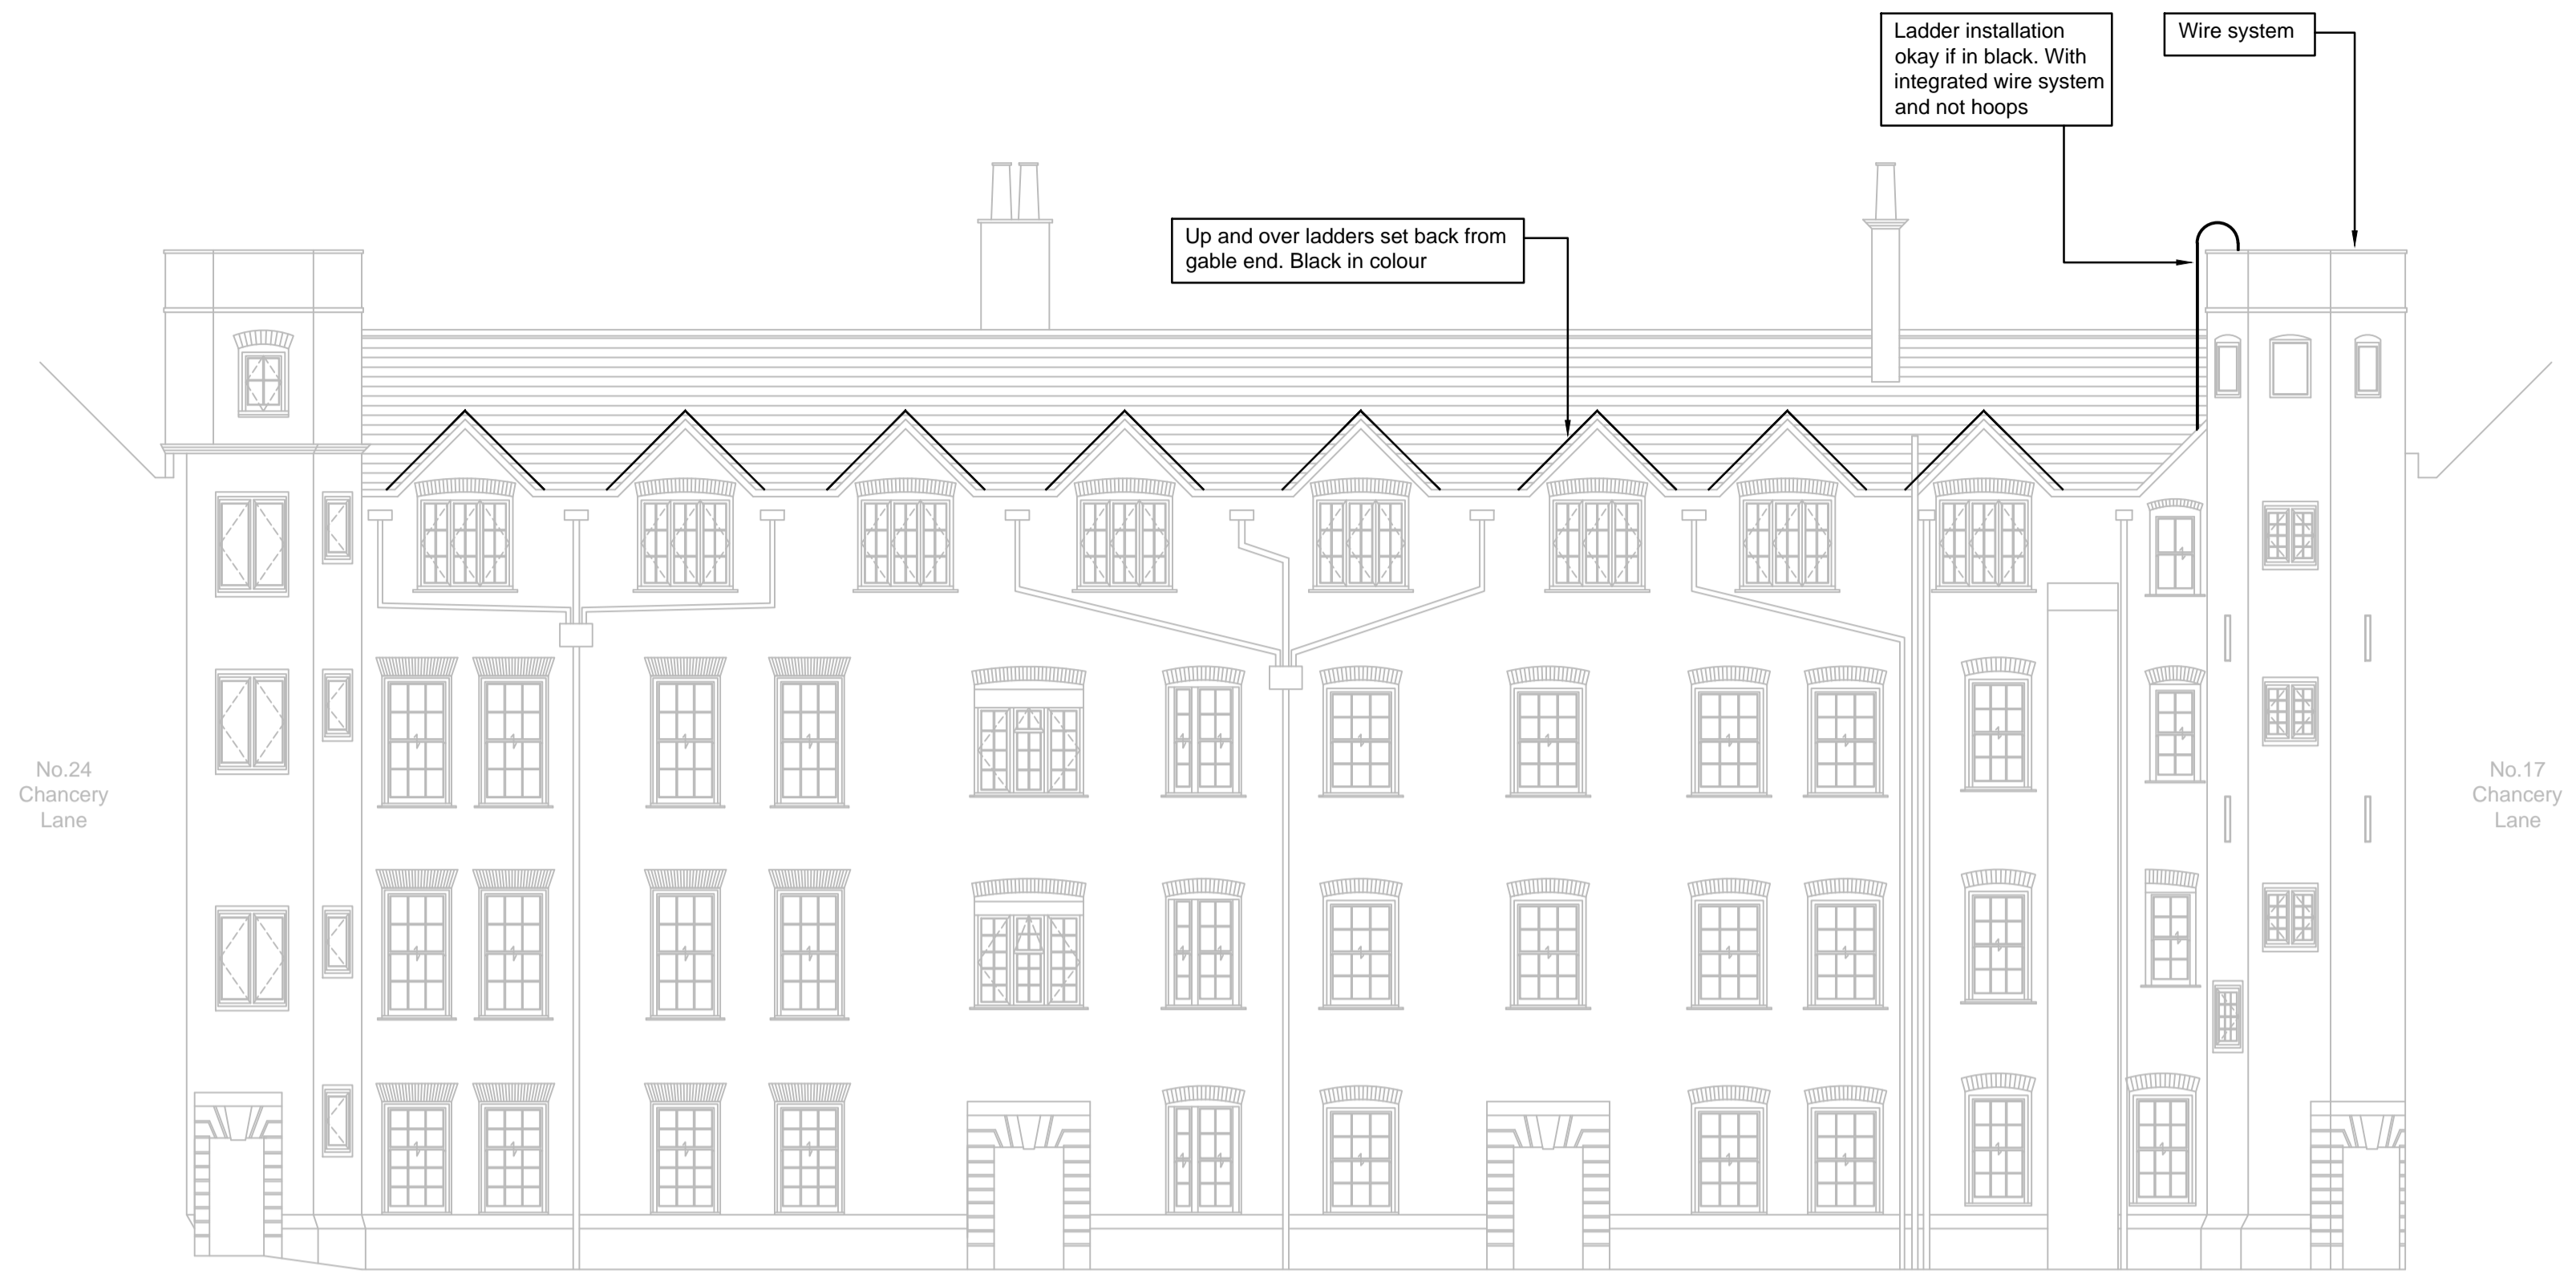 Ladder installation
okay if in black. With
integrated wire system
and not hoops
Wire system
Up and over ladders set back from
gable end. Black in colour
No.24
Chancery
Lane
No.17
Chancery
Lane